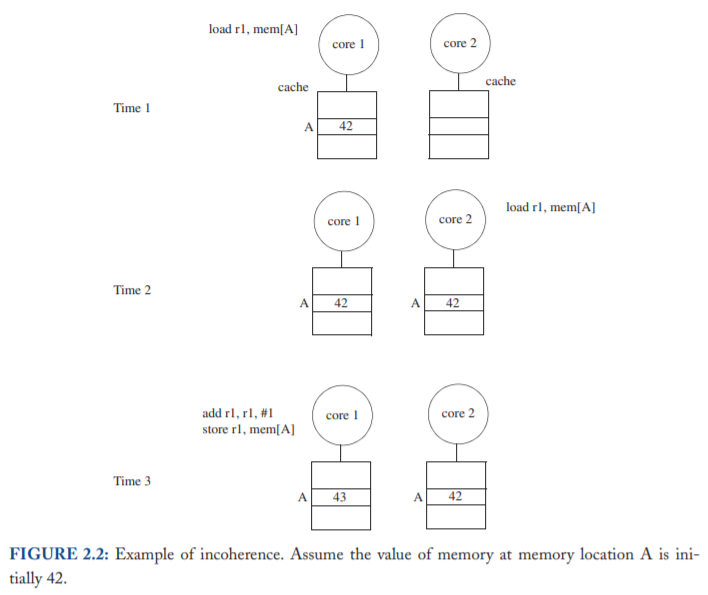 load r1, mem[A]
core 1
core 2
cache
cache
Time 1
A
42
core 1
core 2
load r1, mem[A]
Time 2
A
42
A
42
add r1, r1, #1
store r1, mem[A]
core 1
core 2
Time 3
A
43
A
42
FIGURE 2.2: Example of incoherence. Assume the value of memory at memory location A is ini-
tially 42.